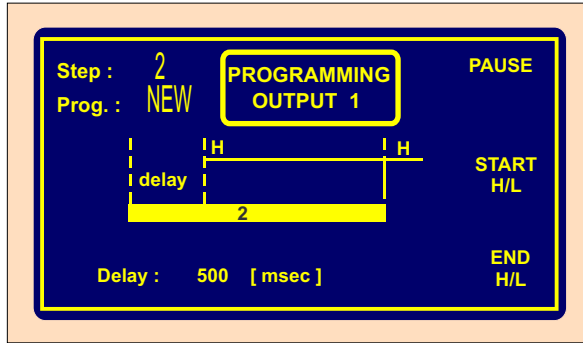 Step : 2
Prog. : NEW
PROGRAMMING
OUTPUT 1
PAUSE
H
H
delay
START
H/L
2
Delay : 500 [ msec ]
END
H/L